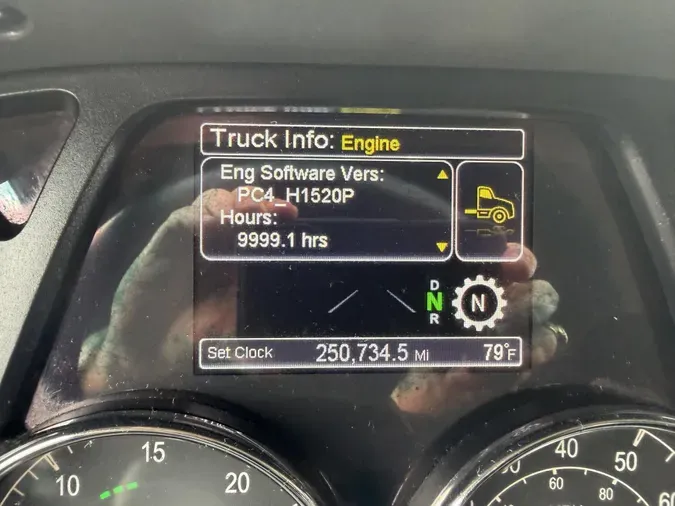 Truck Info: Engine
Eng Software Vers:
PC4_H1520P
Hours:
9999.1 hrs
D
N
R
N
Set Clock 250,734.5 Mi 79°F
10 15 20
40 50
60 80